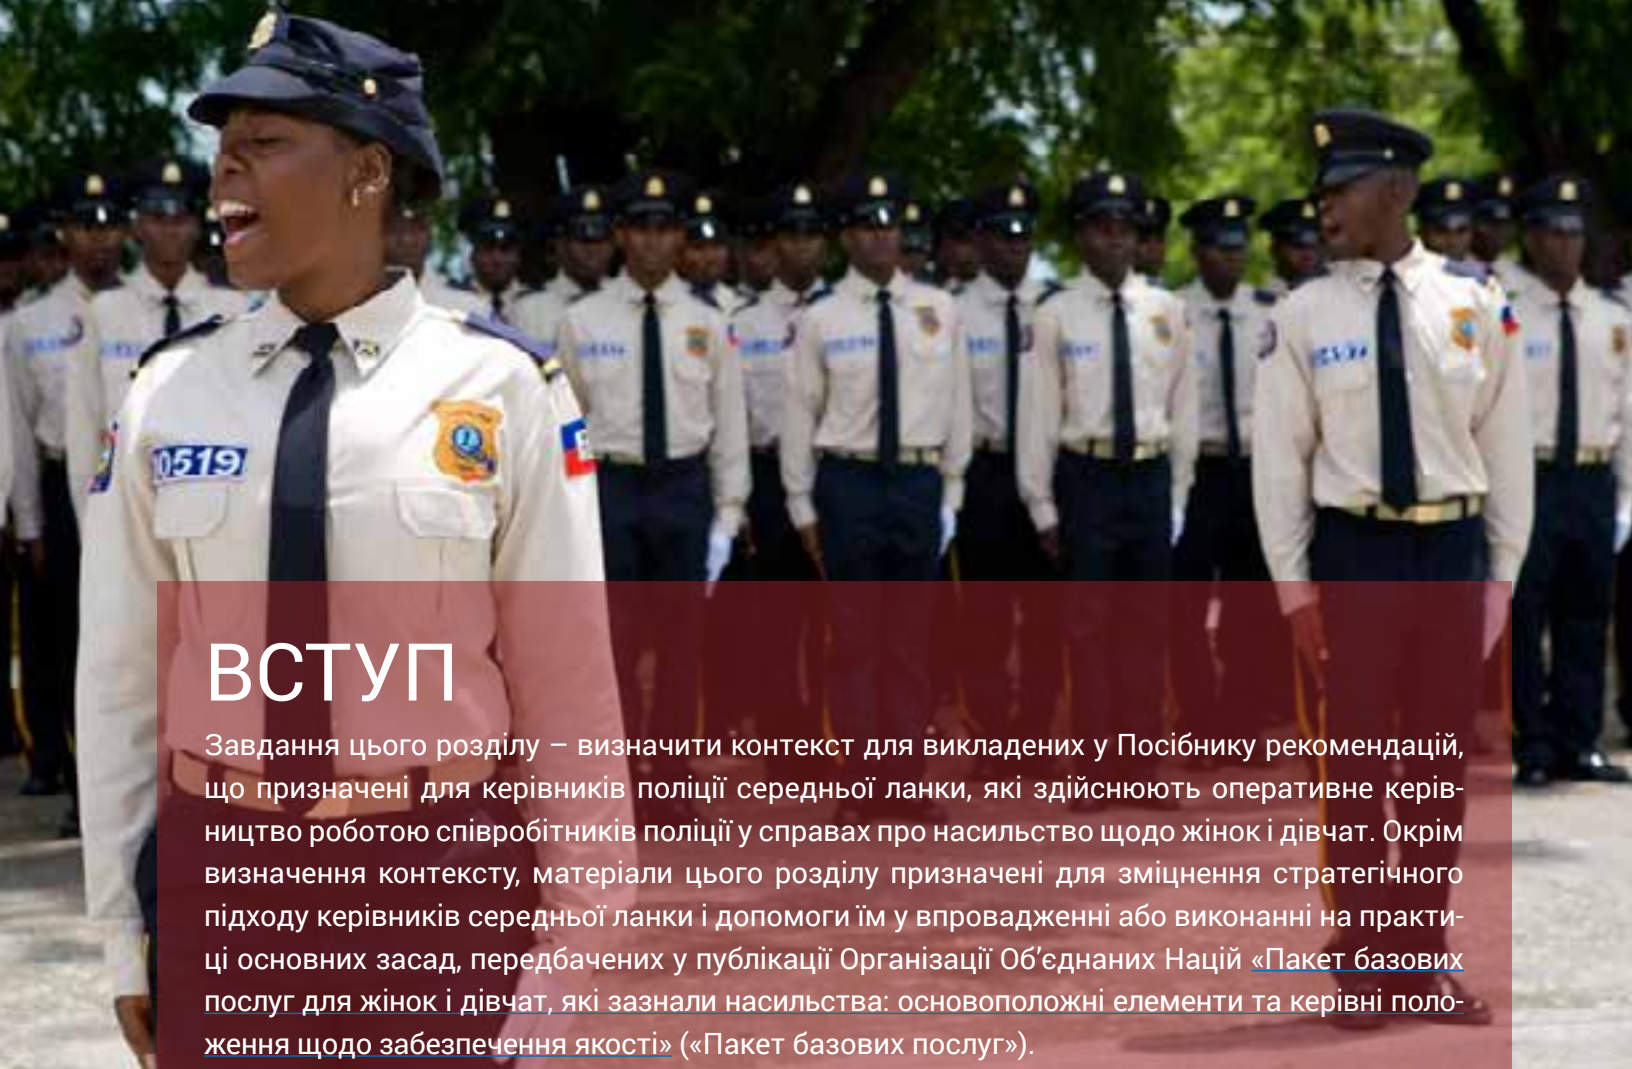 0519
ВСТУП
Завдання цього розділу – визначити контекст для викладених у Посібнику рекомендацій,
що призначені для керівників поліції середньої ланки, які здійснюють оперативне керів-
ництво роботою співробітників поліції у справах про насильство щодо жінок і дівчат. Окрім
визначення контексту, матеріали цього розділу призначені для зміцнення стратегічного
підходу керівників середньої ланки і допомоги їм у впровадженні або виконанні на практи-
ці основних засад, передбачених у публікації Організації Об’єднаних Націй «Пакет базових
послуг для жінок і дівчат, які зазнали насильства: основоположні елементи та керівні поло-
ження щодо забезпечення якості» («Пакет базових послуг»).